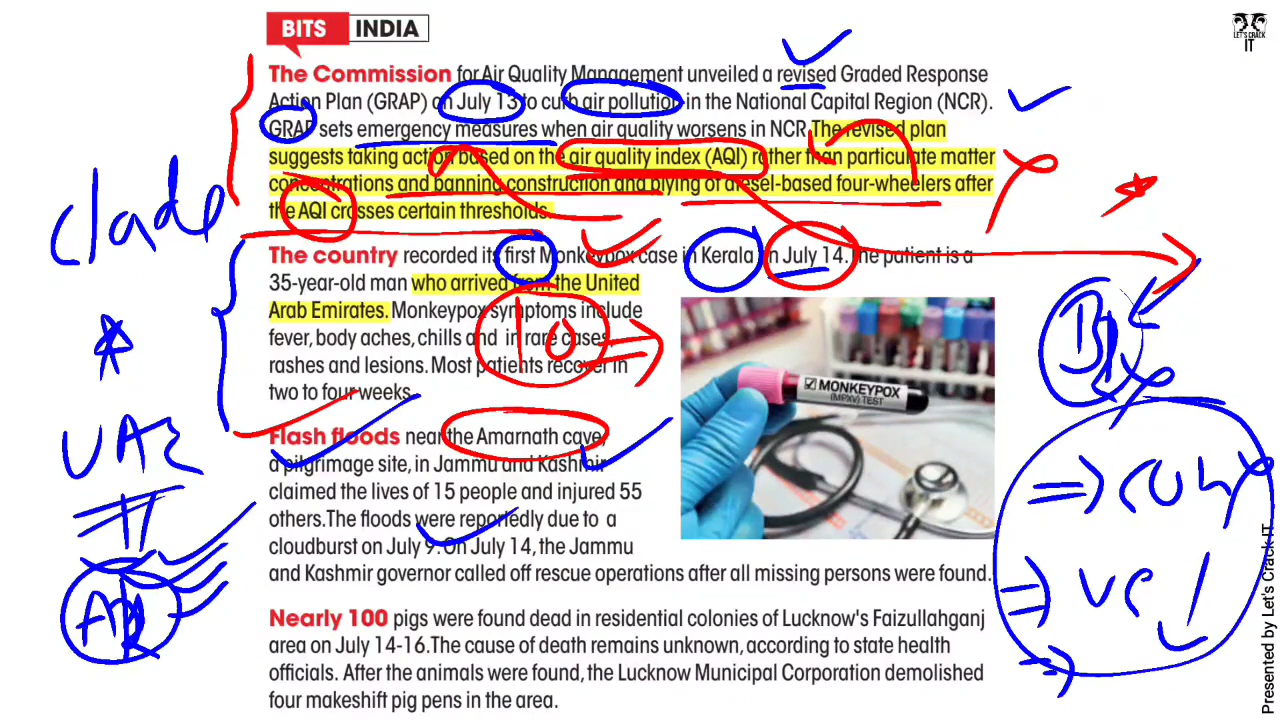 BITS INDIA
LET'S CRACK IT
The Commission for Air Quality Management unveiled a revised Graded Response
Action Plan (GRAP) on July 13 to curb air pollution in the National Capital Region (NCR).
GRAP sets emergency measures when air quality worsens in NCR. The revised plan
suggests taking action based on the air quality index (AQI) rather than particulate matter
concentrations and banning construction and plying of diesel-based four-wheelers after
the AQI crosses certain thresholds.
The country recorded its first Monkeypox case in Kerala on July 14. The patient is a
35-year-old man who arrived from the United
Arab Emirates. Monkeypox symptoms include
fever, body aches, chills and in rare cases,
rashes and lesions. Most patients recover in
two to four weeks.
MONKEYPOX
(MPXV) TEST
Flash floods near the Amarnath cave,
a pilgrimage site, in Jammu and Kashmir
claimed the lives of 15 people and injured 55
others. The floods were reportedly due to a
cloudburst on July 9. On July 14, the Jammu
and Kashmir governor called off rescue operations after all missing persons were found.
Nearly 100 pigs were found dead in residential colonies of Lucknow's Faizullahganj
area on July 14-16. The cause of death remains unknown, according to state health
officials. After the animals were found, the Lucknow Municipal Corporation demolished
four makeshift pig pens in the area.
clade
UAE
10
Presented by Let's Crack IT